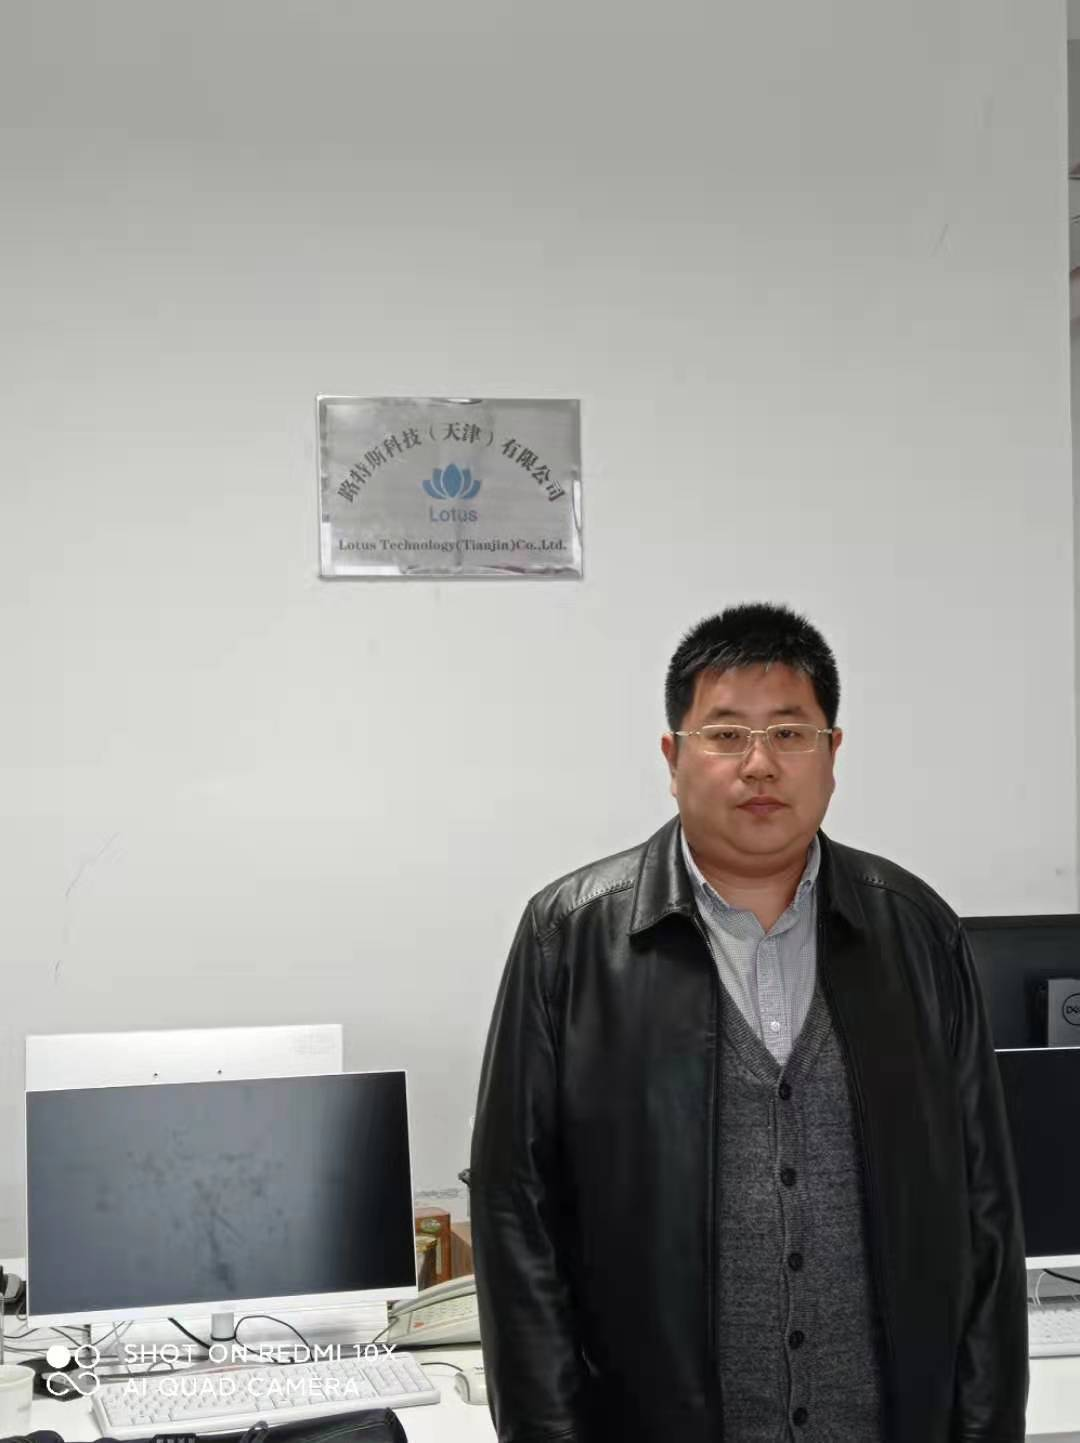 路特斯科技（天津）有限公司
Lotus
Lotus Technology(Tianjin)Co.,Ltd.
DELL
SHOT ON REDMI 10X
AI QUAD CAMERA